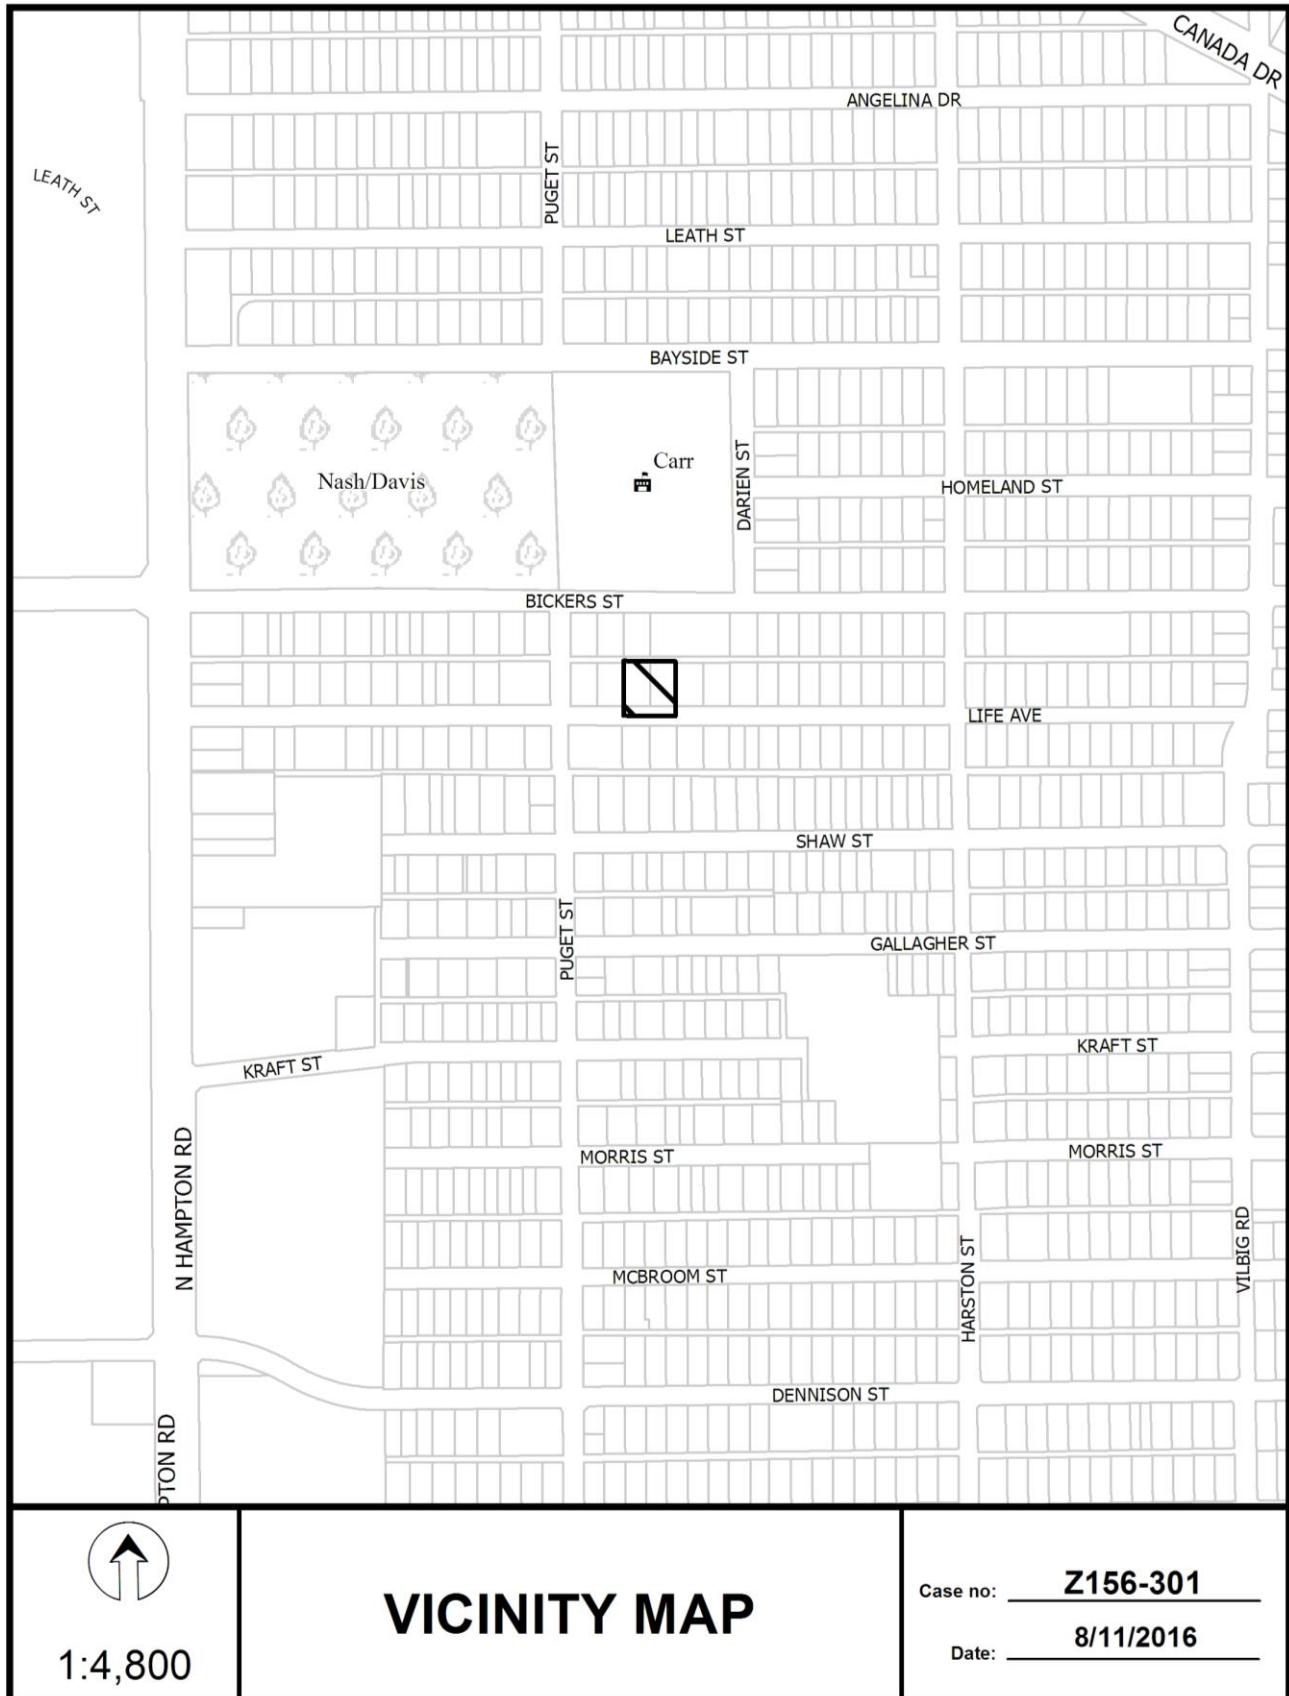 CANADA DR
ANGELINA DR
PUGET ST
LEATH ST
LEATH ST
BAYSIDE ST
Carr
Nash/Davis
DARIEN ST
HOMELAND ST
BICKERS ST
LIFE AVE
SHAW ST
PUGET ST
GALLAGHER ST
KRAFT ST
KRAFT ST
N HAMPTON RD
MORRIS ST
MORRIS ST
HARSTON ST
VILBIG RD
MCBROOM ST
DENNISON ST
PTON RD
1:4,800
VICINITY MAP
Case no: Z156-301
Date: 8/11/2016